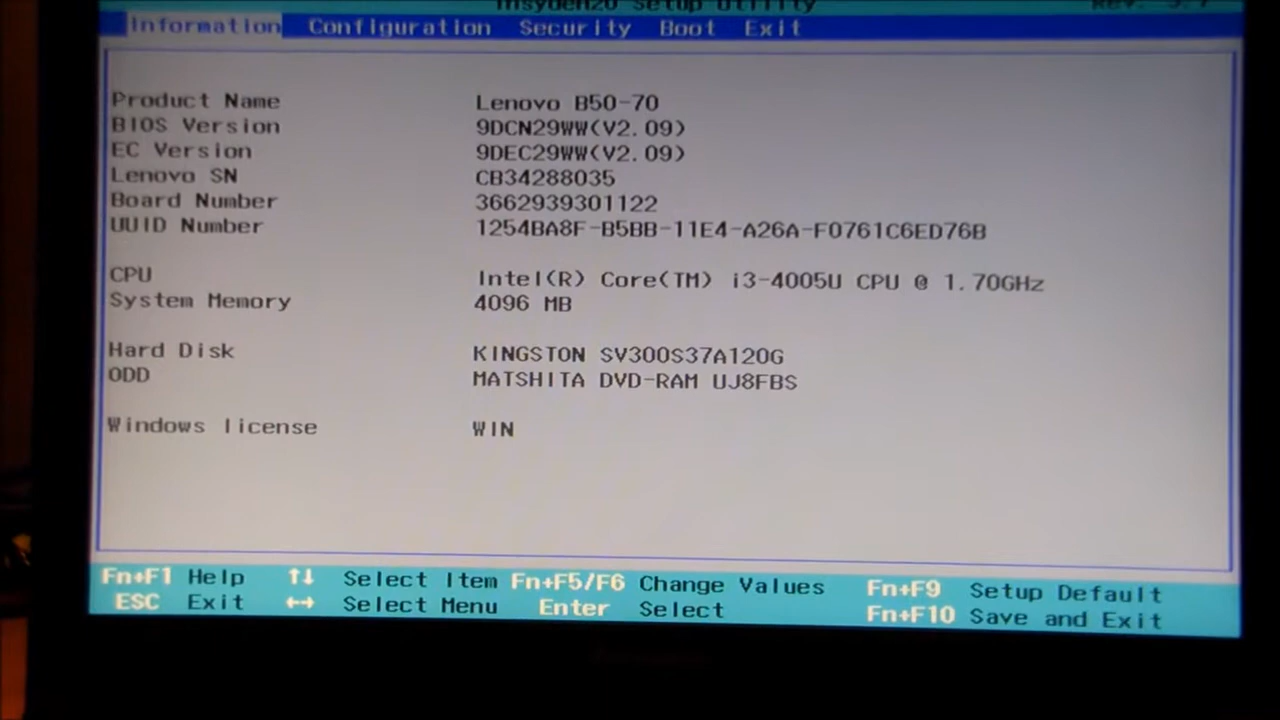 InsydeH20 Setup Utility
Information Configuration Security Boot Exit
Product Name Lenovo B50-70
BIOS Version 9DCN29WW(V2.09)
EC Version 9DEC29WW(V2.09)
Lenovo SN CB34288035
Board Number 3662939301122
UUID Number 1254BA8F-B5BB-11E4-A26A-F0761C6ED76B
CPU Intel(R) Core(TM) i3-4005U CPU @ 1.70GHz
System Memory 4096 MB
Hard Disk KINGSTON SV300S37A120G
ODD MATSHITA DVD-RAM UJ8FBS
Windows license WIN
Fn+F1 Help ↑↓ Select Item Fn+F5/F6 Change Values Fn+F9 Setup Default
ESC Exit ←→ Select Menu Enter Select Fn+F10 Save and Exit